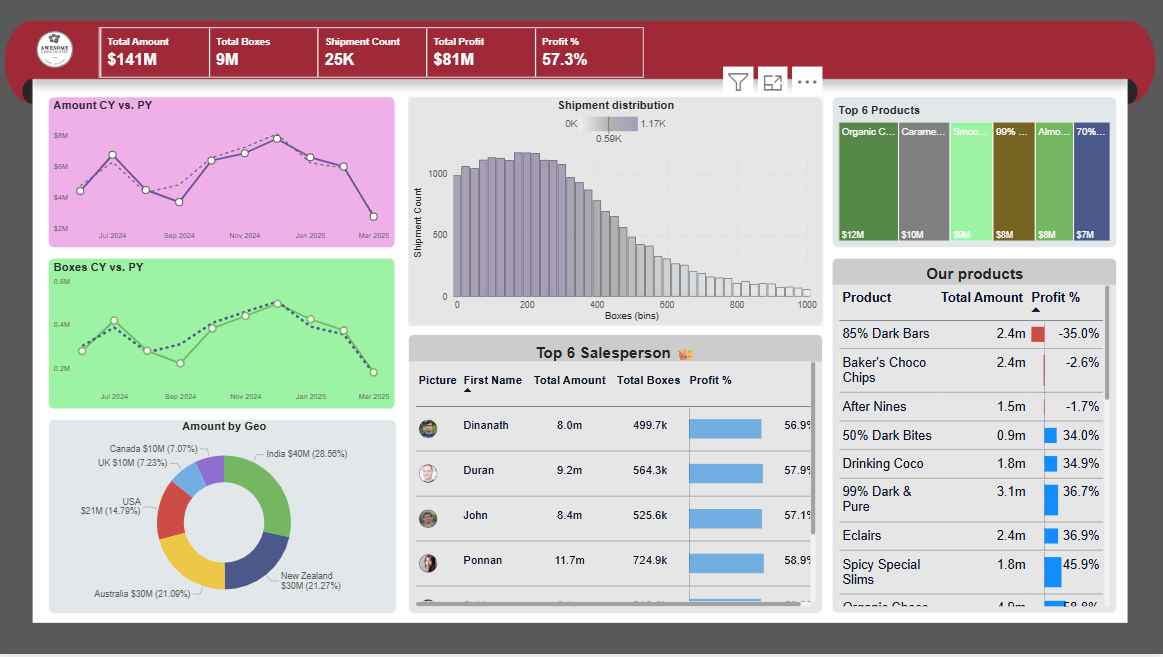 AWESOME
CHOCOLATES
Total Amount
$141M
Total Boxes
9M
Shipment Count
25K
Total Profit
$81M
Profit %
57.3%
Amount CY vs. PY
$8M
$6M
$4M
$2M
Jul 2024
Sep 2024
Nov 2024
Jan 2025
Mar 2025
Boxes CY vs. PY
0.6M
0.4M
0.2M
Jul 2024
Sep 2024
Nov 2024
Jan 2025
Mar 2025
Amount by Geo
Canada $10M (7.07%)
UK $10M (7.23%)
USA
$21M (14.79%)
Australia $30M (21.09%)
India $40M (28.56%)
New Zealand
$30M (21.27%)
Shipment distribution
0K
1.17K
0.59K
Shipment Count
1000
500
0
0
200
400
600
800
1000
Boxes (bins)
Top 6 Salesperson
Picture First Name Total Amount Total Boxes Profit %
Dinanath 8.0m 499.7k 56.9%
Duran 9.2m 564.3k 57.9%
John 8.4m 525.6k 57.1%
Ponnan 11.7m 724.9k 58.9%
Top 6 Products
Organic C...
$12M
Carame...
$10M
Smoo...
$9M
99% ...
$8M
Almo...
$8M
70%...
$7M
Our products
Product Total Amount Profit %
85% Dark Bars 2.4m -35.0%
Baker's Choco
Chips 2.4m -2.6%
After Nines 1.5m -1.7%
50% Dark Bites 0.9m 34.0%
Drinking Coco 1.8m 34.9%
99% Dark &
Pure 3.1m 36.7%
Eclairs 2.4m 36.9%
Spicy Special
Slims 1.8m 45.9%